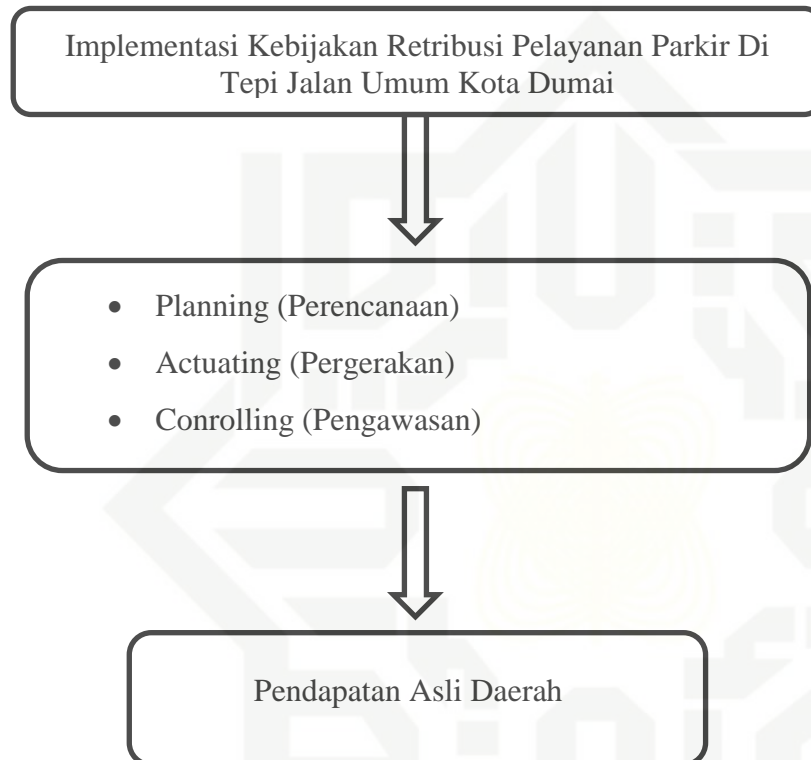 Implementasi Kebijakan Retribusi Pelayanan Parkir Di
Tepi Jalan Umum Kota Dumai
• Planning (Perencanaan)
• Actuating (Pergerakan)
• Conrolling (Pengawasan)
Pendapatan Asli Daerah